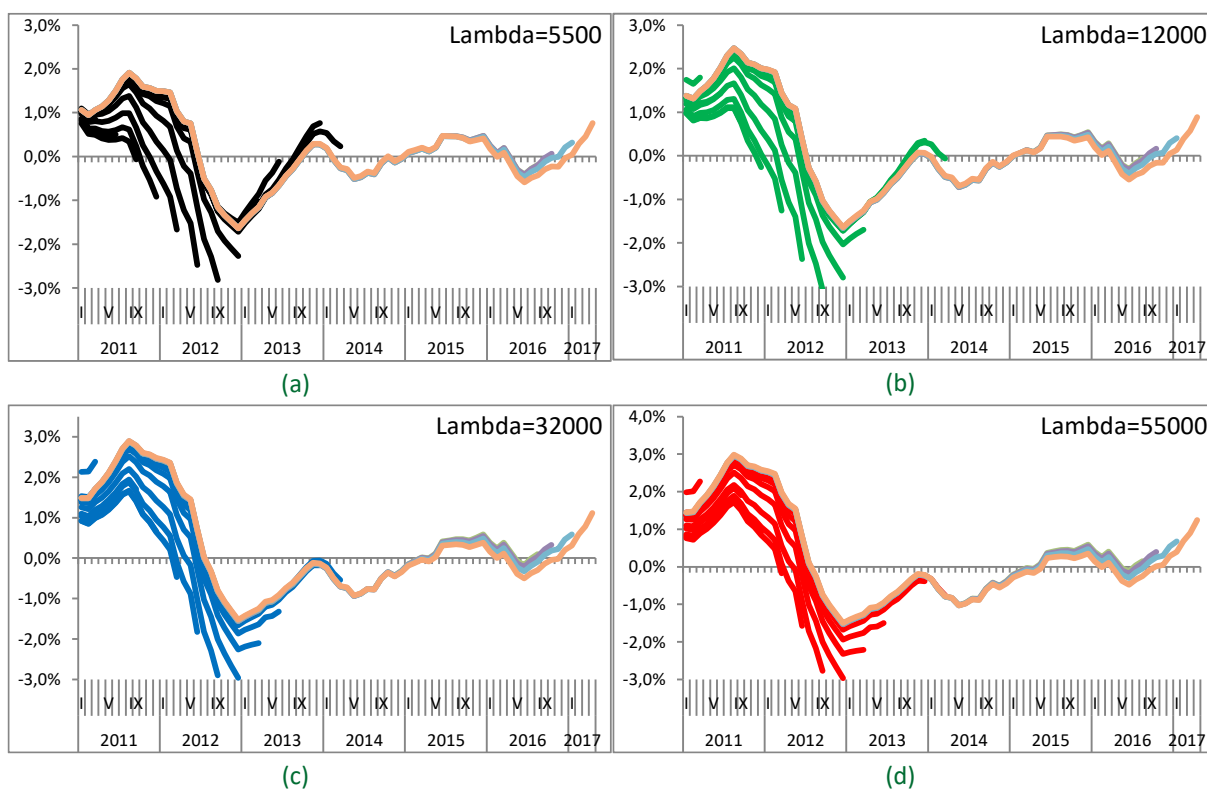 3,0%
Lambda=5500
2,0%
1,0%
0,0%
-1,0%
-2,0%
-3,0%
I V IX I V IX I V IX I V IX I V IX I V IX I
2011 2012 2013 2014 2015 2016 2017
(a)
3,0%
Lambda=12000
2,0%
1,0%
0,0%
-1,0%
-2,0%
-3,0%
I V IX I V IX I V IX I V IX I V IX I V IX I
2011 2012 2013 2014 2015 2016 2017
(b)
Lambda=32000
3,0%
2,0%
1,0%
0,0%
-1,0%
-2,0%
-3,0%
I V IX I V IX I V IX I V IX I V IX I V IX I
2011 2012 2013 2014 2015 2016 2017
(c)
4,0%
Lambda=55000
3,0%
2,0%
1,0%
0,0%
-1,0%
-2,0%
-3,0%
I V IX I V IX I V IX I V IX I V IX I V IX I
2011 2012 2013 2014 2015 2016 2017
(d)